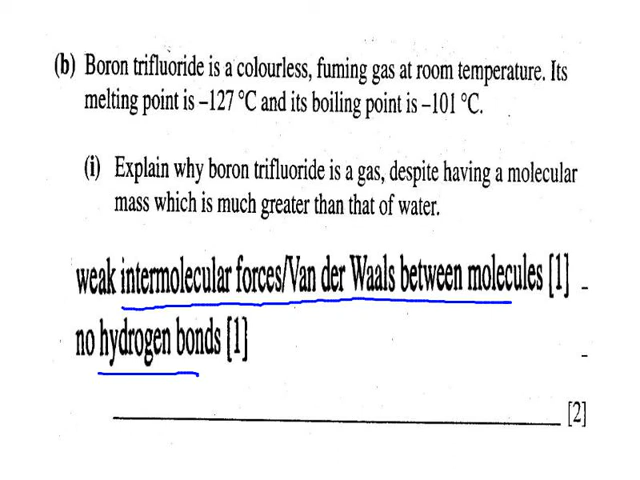 (b) Boron trifluoride is a colourless, fuming gas at room temperature. Its
melting point is –127 °C and its boiling point is –101 °C.
(i) Explain why boron trifluoride is a gas, despite having a molecular
mass which is much greater than that of water.
weak intermolecular forces/Van der Waals between molecules [1]
no hydrogen bonds [1]
[2]